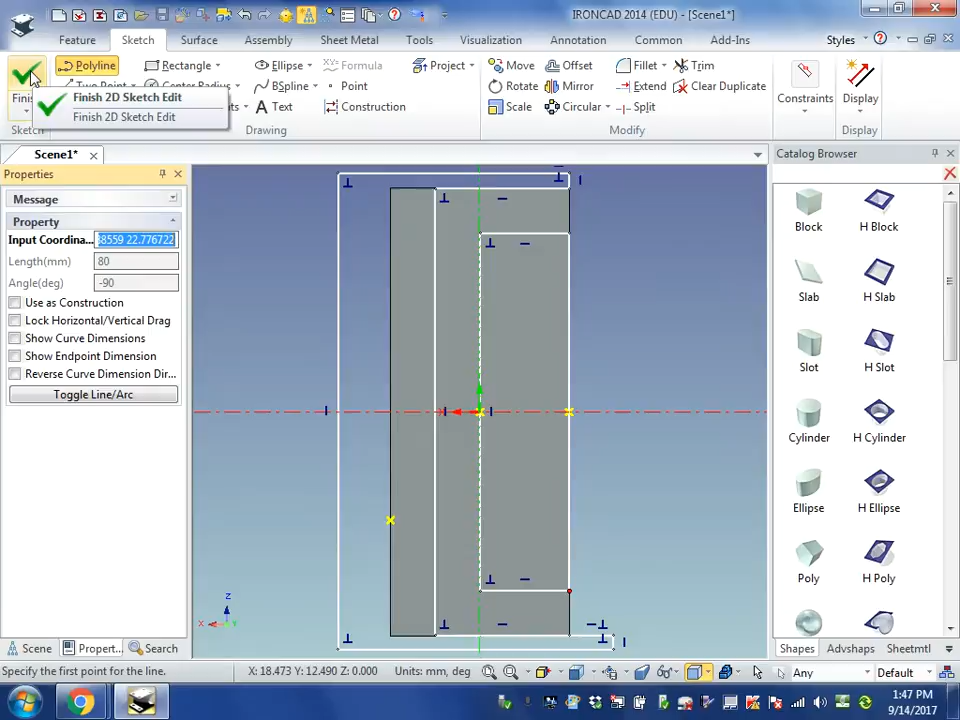 IRONCAD 2014 (EDU) - [Scene1*]
Feature Sketch Surface Assembly Sheet Metal Tools Visualization Annotation Common Add-Ins Styles
Polyline Rectangle Ellipse Formula Project Move Offset Fillet Trim
BSpline Point Rotate Mirror Extend Clear Duplicate
Text Construction Scale Circular Split
Constraints Display
Drawing Modify Display
Finish 2D Sketch Edit
Finish 2D Sketch Edit
Scene1*
Properties
Message
Property
Input Coordina... 38559 22.776722
Length(mm) 80
Angle(deg) -90
Use as Construction
Lock Horizontal/Vertical Drag
Show Curve Dimensions
Show Endpoint Dimension
Reverse Curve Dimension Dir...
Toggle Line/Arc
Catalog Browser
Block H Block
Slab H Slab
Slot H Slot
Cylinder H Cylinder
Ellipse H Ellipse
Poly H Poly
Z
X Y
Scene Propert... Search
Shapes Advshaps Sheetmtl
Specify the first point for the line. X: 18.473 Y: 12.490 Z: 0.000 Units: mm, deg Any Default
1:47 PM
9/14/2017